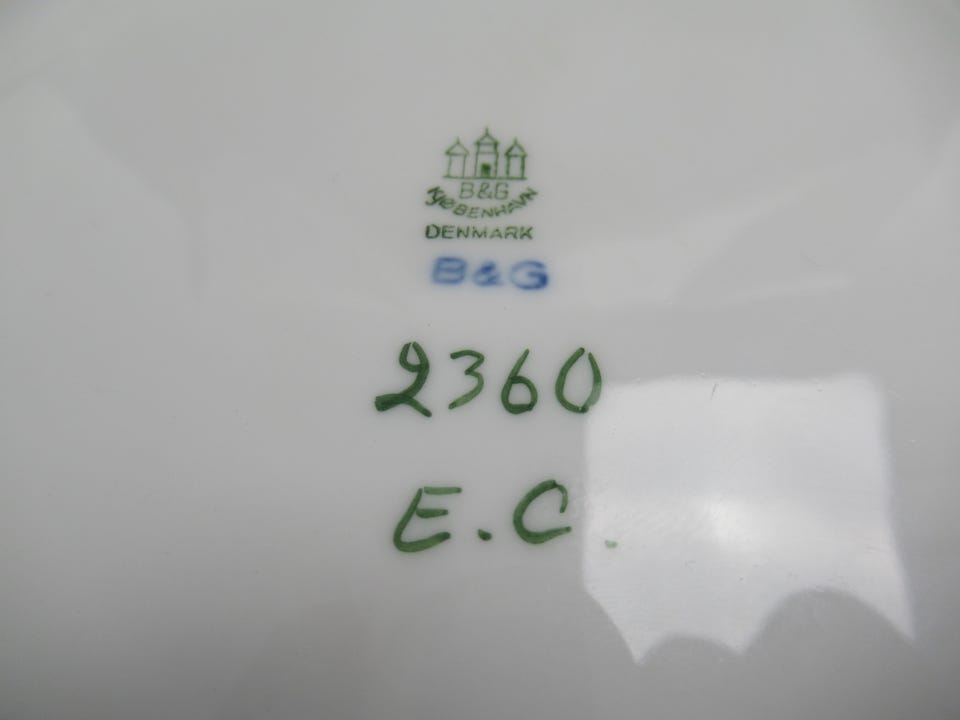 B&G
KJØBENHAVN
DENMARK
B&G
2360
E.C.